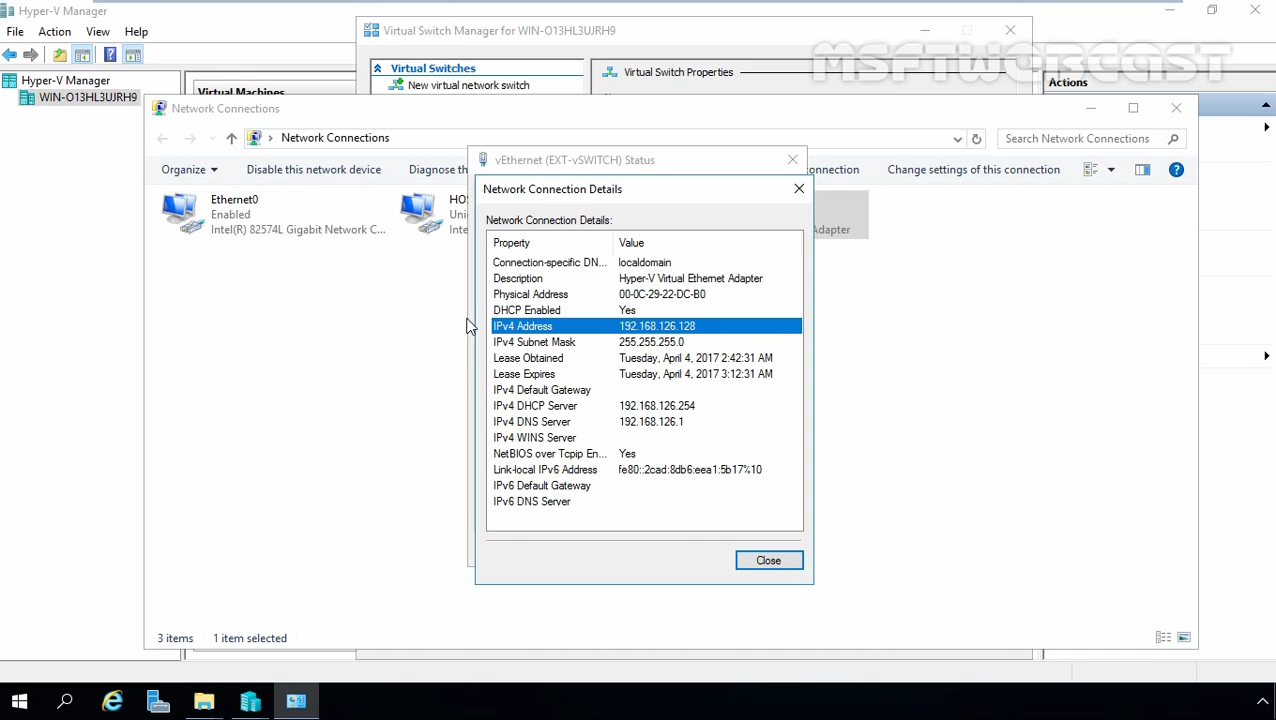 Hyper-V Manager
File Action View Help
Hyper-V Manager
WIN-O13HL3UJRH9
Virtual Machines
Virtual Switch Manager for WIN-O13HL3UJRH9
Virtual Switches
New virtual network switch
Virtual Switch Properties
MSFTWEBCAST
Actions
Network Connections
Network Connections
Search Network Connections
Organize
Disable this network device
Diagnose th
onnection
Change settings of this connection
Ethernet0
Enabled
Intel(R) 82574L Gigabit Network C...
HOS
Uni
Inte
Adapter
vEthernet (EXT-vSWITCH) Status
Network Connection Details
Network Connection Details:
Property Value
Connection-specific DN... localdomain
Description Hyper-V Virtual Ethernet Adapter
Physical Address 00-0C-29-22-DC-B0
DHCP Enabled Yes
IPv4 Address 192.168.126.128
IPv4 Subnet Mask 255.255.255.0
Lease Obtained Tuesday, April 4, 2017 2:42:31 AM
Lease Expires Tuesday, April 4, 2017 3:12:31 AM
IPv4 Default Gateway
IPv4 DHCP Server 192.168.126.254
IPv4 DNS Server 192.168.126.1
IPv4 WINS Server
NetBIOS over Tcpip En... Yes
Link-local IPv6 Address fe80::2cad:8db6:eea1:5b17%10
IPv6 Default Gateway
IPv6 DNS Server
Close
3 items 1 item selected